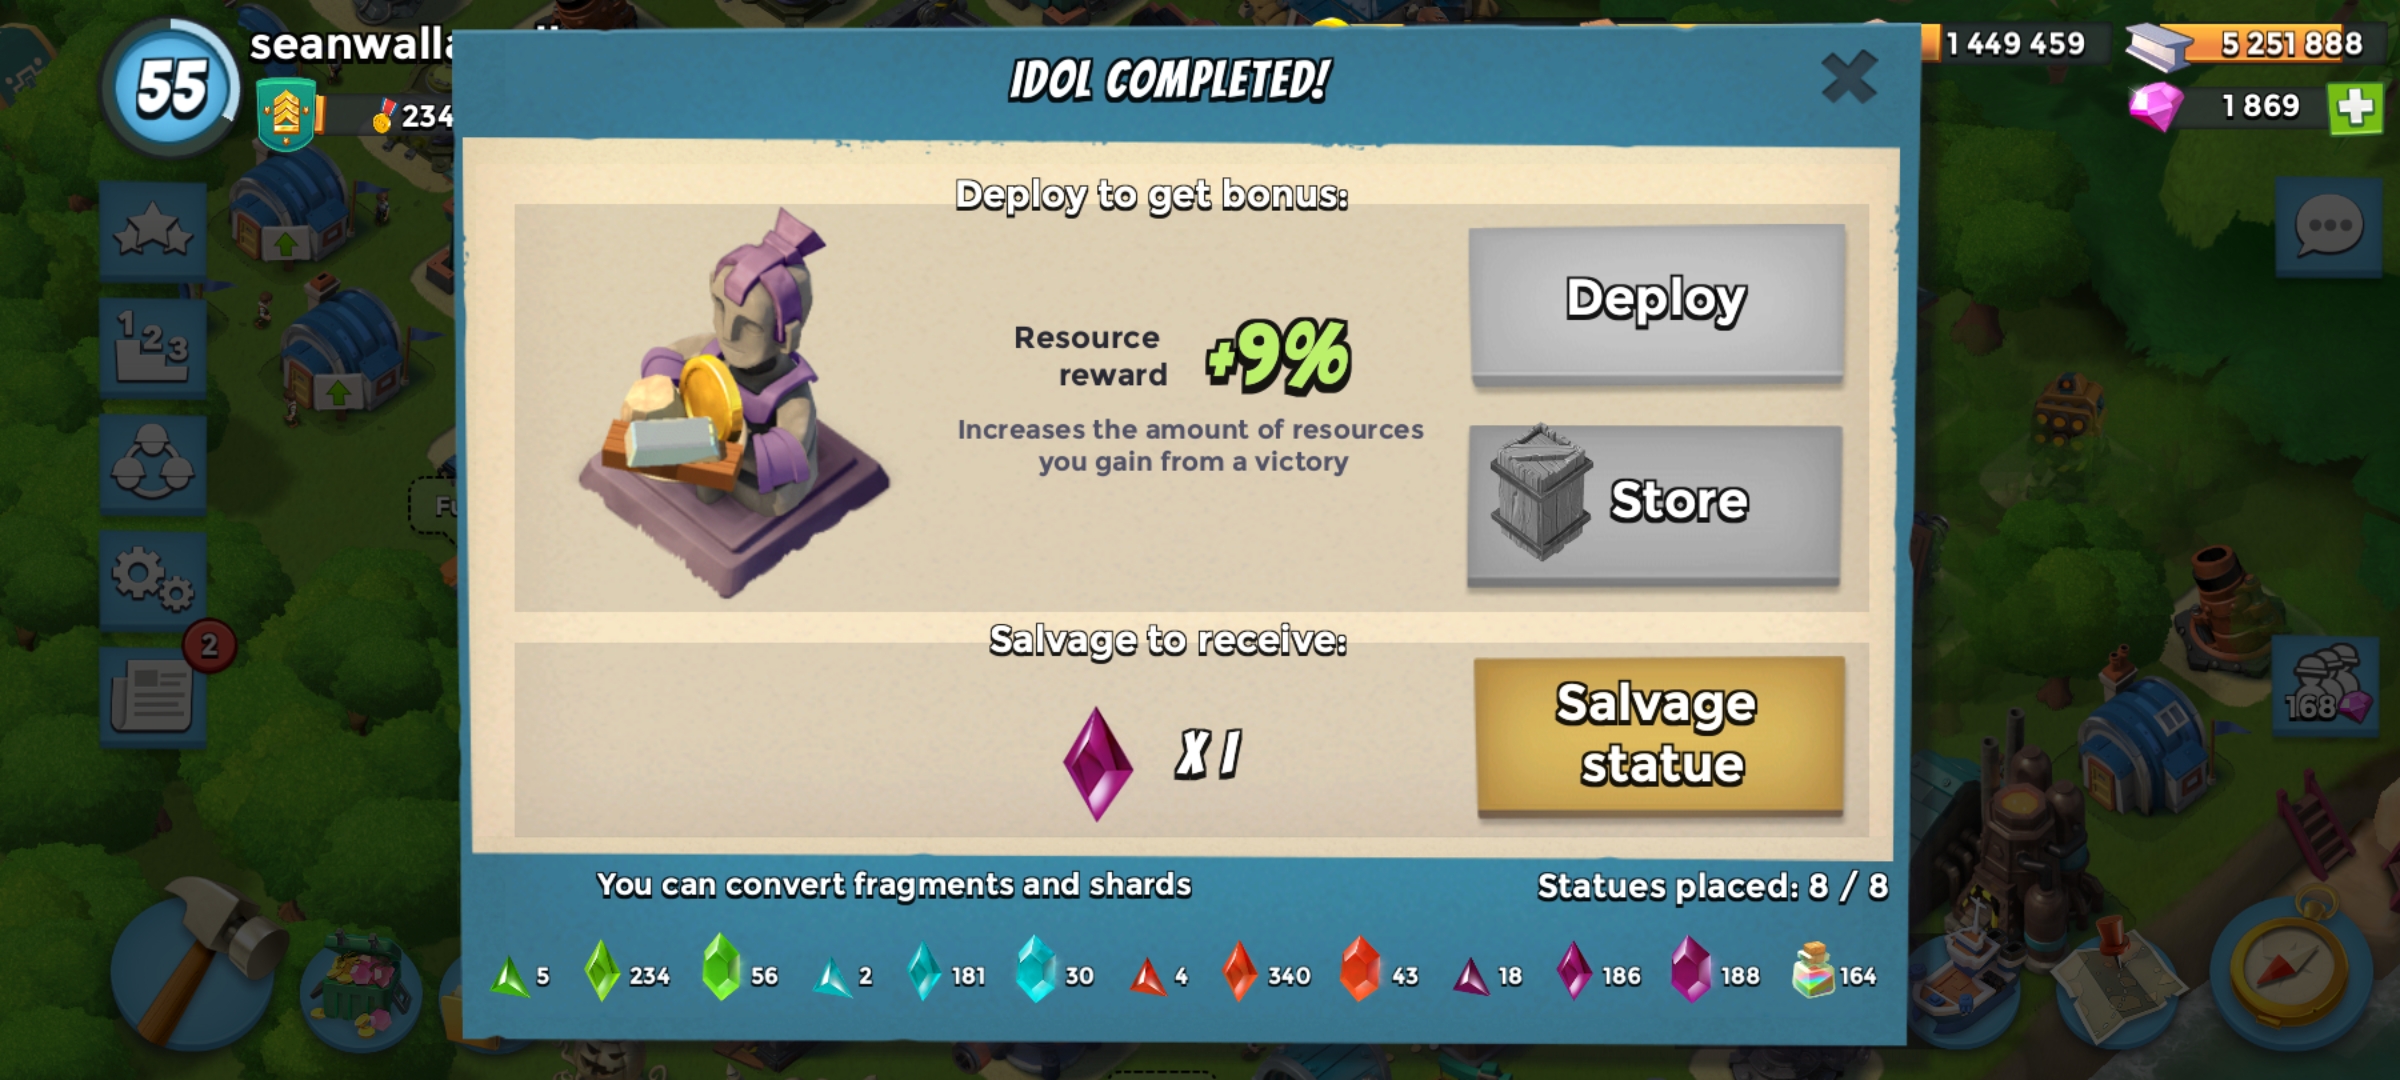 55
IDOL COMPLETED!
1 449 459
5 251 888
234
1 869
Deploy to get bonus:
Resource
reward
+9%
Increases the amount of resources
you gain from a victory
Deploy
Store
1 2 3
2
Salvage to receive:
X 1
Salvage
statue
168
You can convert fragments and shards
Statues placed: 8 / 8
5 234 56 2 181 30 4 340 43 18 186 188 164